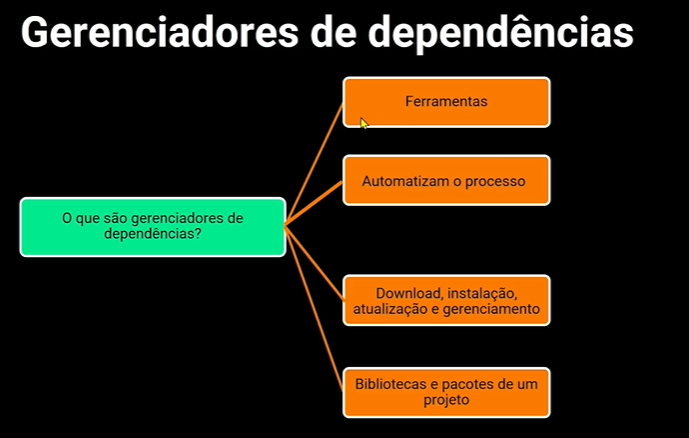 Gerenciadores de dependências
Ferramentas
Automatizam o processo
O que são gerenciadores de
dependências?
Download, instalação,
atualização e gerenciamento
Bibliotecas e pacotes de um
projeto